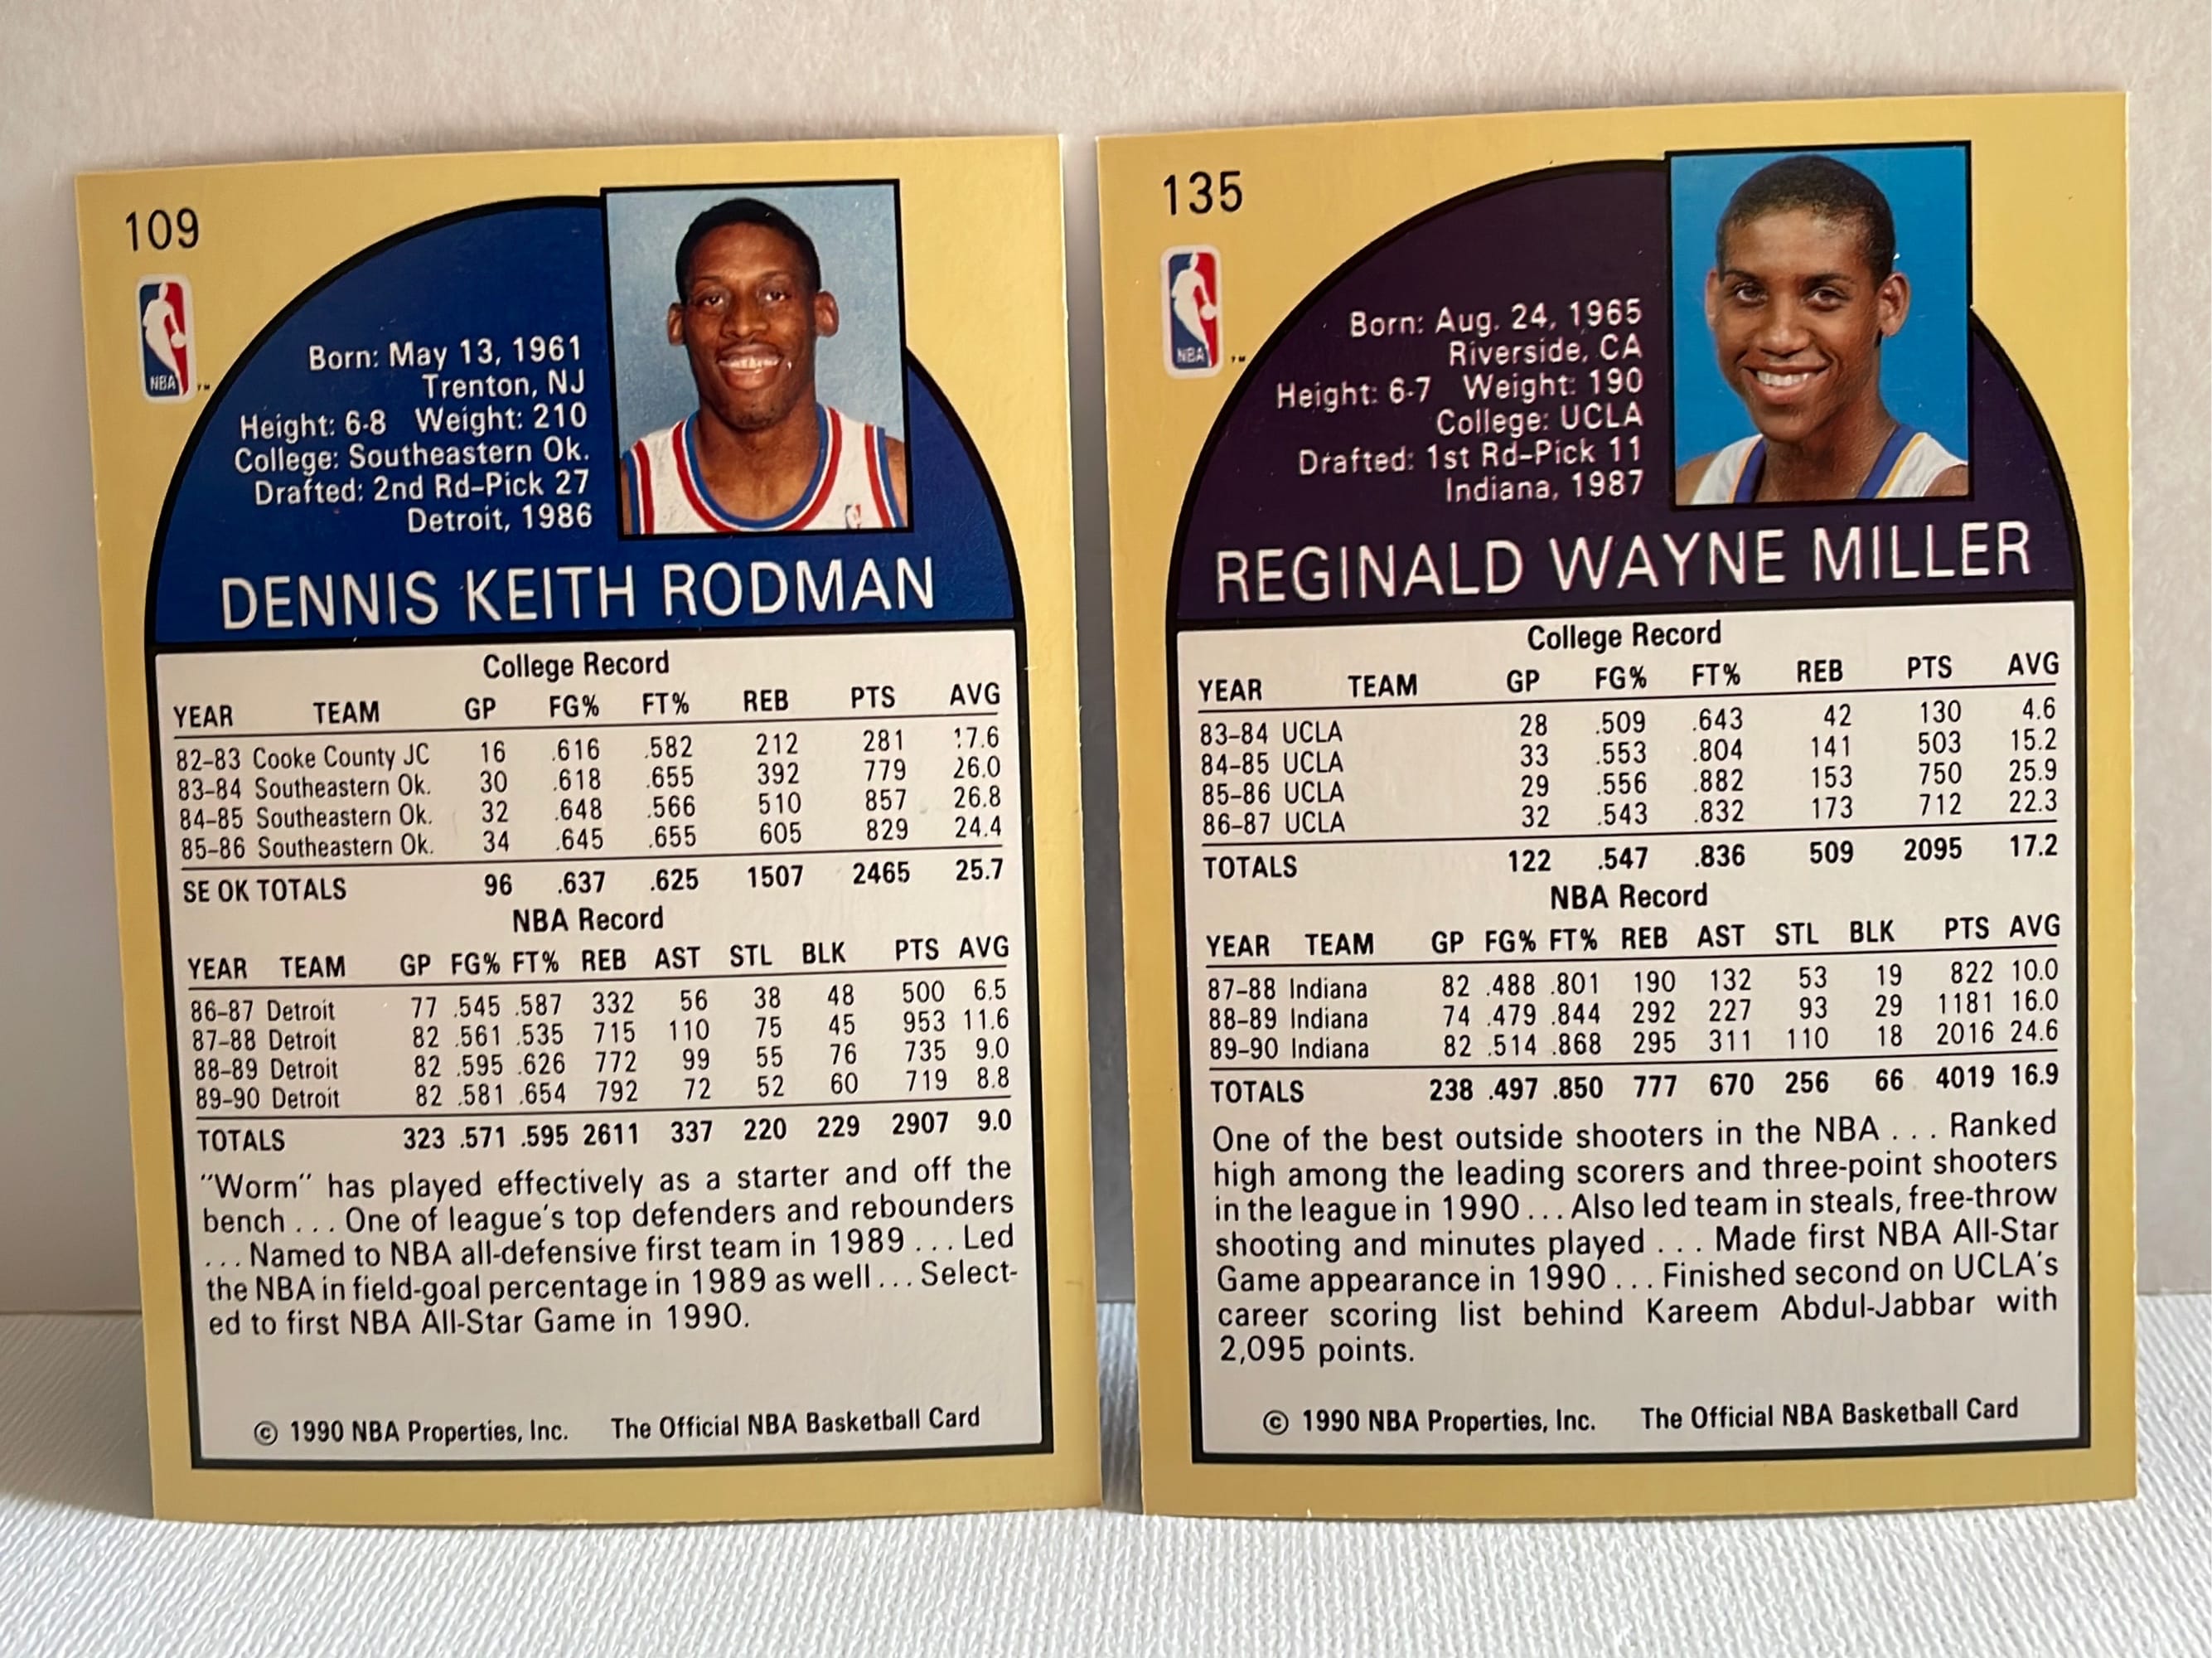 109
NBA
Born: May 13, 1961
Trenton, NJ
Height: 6-8 Weight: 210
College: Southeastern Ok.
Drafted: 2nd Rd–Pick 27
Detroit, 1986
DENNIS KEITH RODMAN
College Record
YEAR TEAM GP FG% FT% REB PTS AVG
82–83 Cooke County JC 16 .616 .582 212 281 17.6
83–84 Southeastern Ok. 30 .618 .655 392 779 26.0
84–85 Southeastern Ok. 32 .648 .566 510 857 26.8
85–86 Southeastern Ok. 34 .645 .655 605 829 24.4
SE OK TOTALS 96 .637 .625 1507 2465 25.7
NBA Record
YEAR TEAM GP FG% FT% REB AST STL BLK PTS AVG
86–87 Detroit 77 .545 .587 332 56 38 48 500 6.5
87–88 Detroit 82 .561 .535 715 110 75 45 953 11.6
88–89 Detroit 82 .595 .626 772 99 55 76 735 9.0
89–90 Detroit 82 .581 .654 792 72 52 60 719 8.8
TOTALS 323 .571 .595 2611 337 220 229 2907 9.0
"Worm" has played effectively as a starter and off the
bench . . . One of league's top defenders and rebounders
. . . Named to NBA all-defensive first team in 1989 . . . Led
the NBA in field-goal percentage in 1989 as well . . . Select-
ed to first NBA All-Star Game in 1990.
© 1990 NBA Properties, Inc. The Official NBA Basketball Card
135
NBA
Born: Aug. 24, 1965
Riverside, CA
Height: 6-7 Weight: 190
College: UCLA
Drafted: 1st Rd–Pick 11
Indiana, 1987
REGINALD WAYNE MILLER
College Record
YEAR TEAM GP FG% FT% REB PTS AVG
83–84 UCLA 28 .509 .643 42 130 4.6
84–85 UCLA 33 .553 .804 141 503 15.2
85–86 UCLA 29 .556 .882 153 750 25.9
86–87 UCLA 32 .543 .832 173 712 22.3
TOTALS 122 .547 .836 509 2095 17.2
NBA Record
YEAR TEAM GP FG% FT% REB AST STL BLK PTS AVG
87–88 Indiana 82 .488 .801 190 132 53 19 822 10.0
88–89 Indiana 74 .479 .844 292 227 93 29 1181 16.0
89–90 Indiana 82 .514 .868 295 311 110 18 2016 24.6
TOTALS 238 .497 .850 777 670 256 66 4019 16.9
One of the best outside shooters in the NBA . . . Ranked
high among the leading scorers and three-point shooters
in the league in 1990 . . . Also led team in steals, free-throw
shooting and minutes played . . . Made first NBA All-Star
Game appearance in 1990 . . . Finished second on UCLA's
career scoring list behind Kareem Abdul-Jabbar with
2,095 points.
© 1990 NBA Properties, Inc. The Official NBA Basketball Card